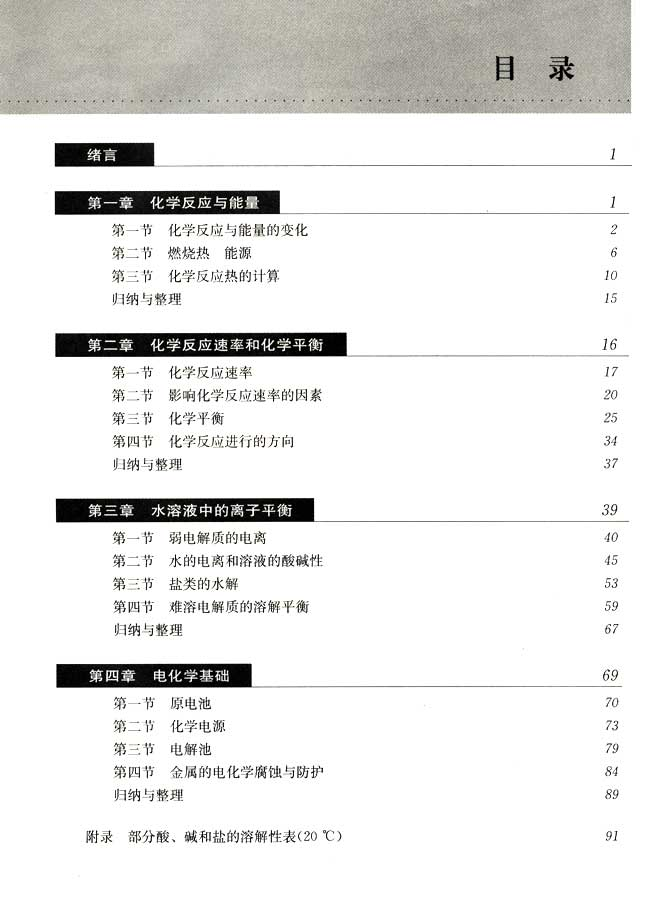 目 录
绪言 1
第一章 化学反应与能量 1
第一节 化学反应与能量的变化 2
第二节 燃烧热 能源 6
第三节 化学反应热的计算 10
归纳与整理 15
第二章 化学反应速率和化学平衡 16
第一节 化学反应速率 17
第二节 影响化学反应速率的因素 20
第三节 化学平衡 25
第四节 化学反应进行的方向 34
归纳与整理 37
第三章 水溶液中的离子平衡 39
第一节 弱电解质的电离 40
第二节 水的电离和溶液的酸碱性 45
第三节 盐类的水解 53
第四节 难溶电解质的溶解平衡 59
归纳与整理 67
第四章 电化学基础 69
第一节 原电池 70
第二节 化学电源 73
第三节 电解池 79
第四节 金属的电化学腐蚀与防护 84
归纳与整理 89
附录 部分酸、碱和盐的溶解性表(20 ℃) 91